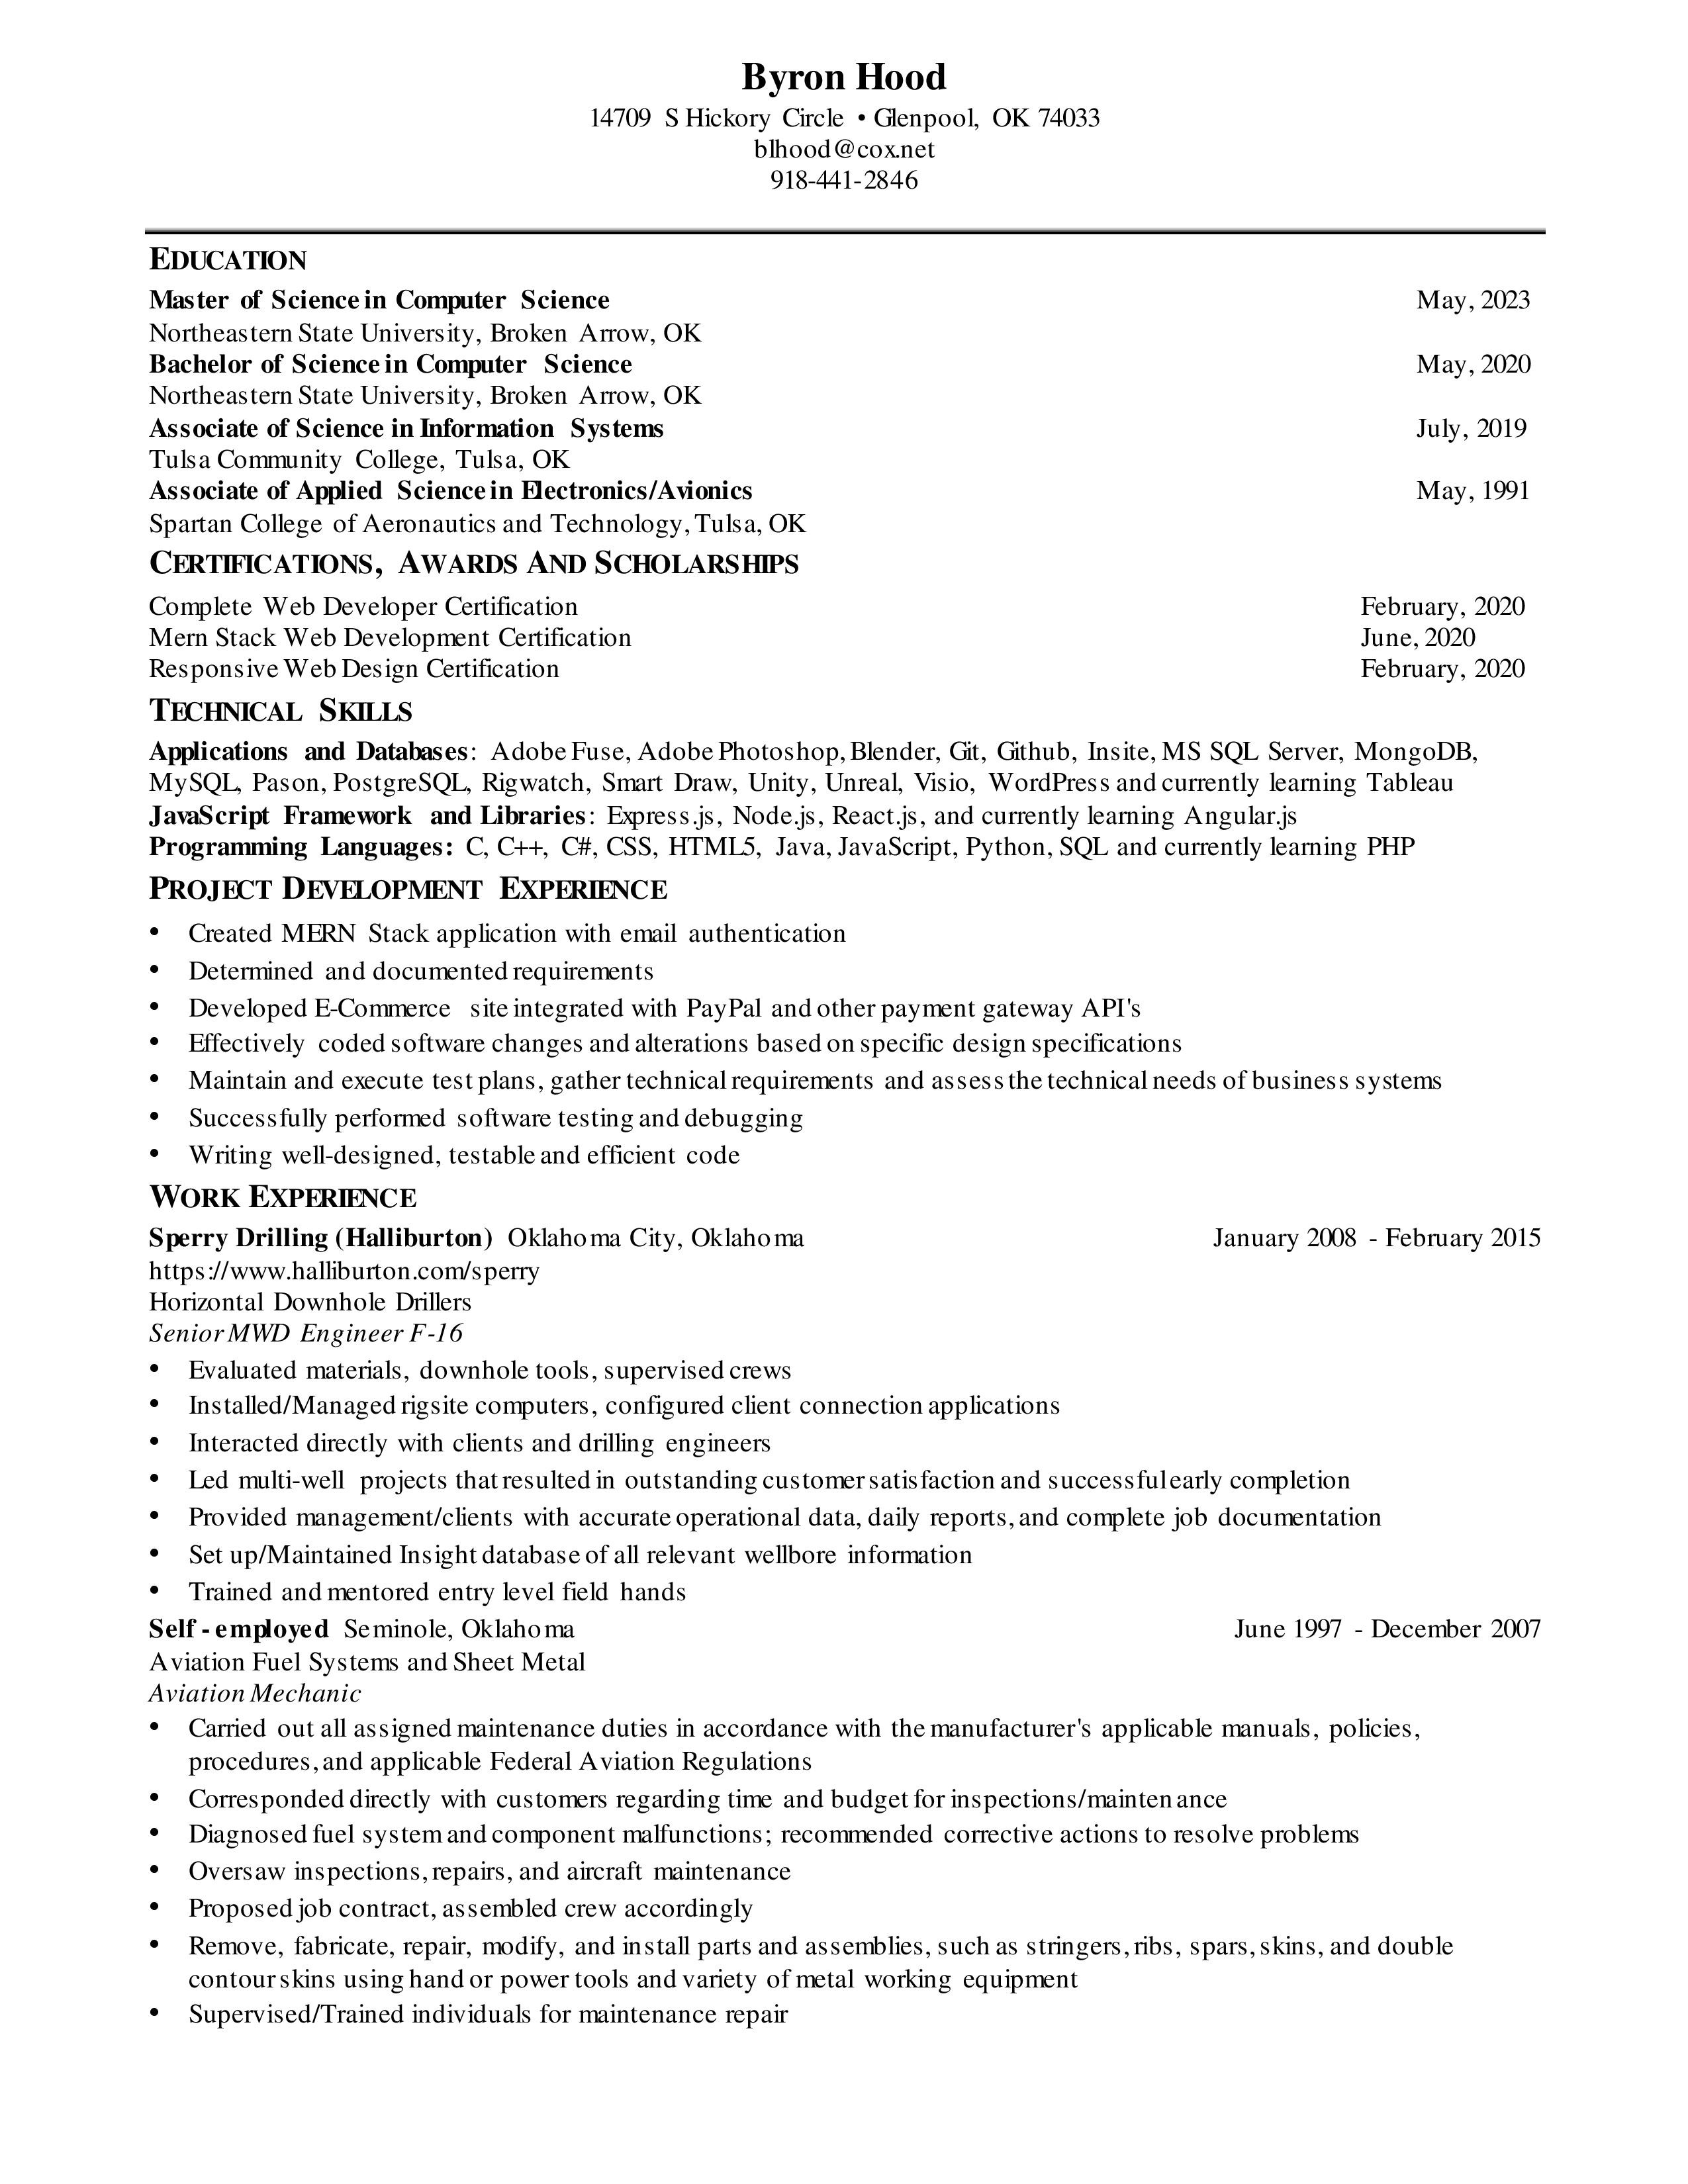 Byron Hood
14709 S Hickory Circle • Glenpool, OK 74033
blhood@cox.net
918-441-2846
EDUCATION
Master of Science in Computer Science May, 2023
Northeastern State University, Broken Arrow, OK
Bachelor of Science in Computer Science May, 2020
Northeastern State University, Broken Arrow, OK
Associate of Science in Information Systems July, 2019
Tulsa Community College, Tulsa, OK
Associate of Applied Science in Electronics/Avionics May, 1991
Spartan College of Aeronautics and Technology, Tulsa, OK
CERTIFICATIONS, AWARDS AND SCHOLARSHIPS
Complete Web Developer Certification February, 2020
Mern Stack Web Development Certification June, 2020
Responsive Web Design Certification February, 2020
TECHNICAL SKILLS
Applications and Databases: Adobe Fuse, Adobe Photoshop, Blender, Git, Github, Insite, MS SQL Server, MongoDB,
MySQL, Pason, PostgreSQL, Rigwatch, Smart Draw, Unity, Unreal, Visio, WordPress and currently learning Tableau
JavaScript Framework and Libraries: Express.js, Node.js, React.js, and currently learning Angular.js
Programming Languages: C, C++, C#, CSS, HTML5, Java, JavaScript, Python, SQL and currently learning PHP
PROJECT DEVELOPMENT EXPERIENCE
• Created MERN Stack application with email authentication
• Determined and documented requirements
• Developed E-Commerce site integrated with PayPal and other payment gateway API's
• Effectively coded software changes and alterations based on specific design specifications
• Maintain and execute test plans, gather technical requirements and assess the technical needs of business systems
• Successfully performed software testing and debugging
• Writing well-designed, testable and efficient code
WORK EXPERIENCE
Sperry Drilling (Halliburton) Oklahoma City, Oklahoma January 2008 - February 2015
https://www.halliburton.com/sperry
Horizontal Downhole Drillers
Senior MWD Engineer F-16
• Evaluated materials, downhole tools, supervised crews
• Installed/Managed rigsite computers, configured client connection applications
• Interacted directly with clients and drilling engineers
• Led multi-well projects that resulted in outstanding customer satisfaction and successful early completion
• Provided management/clients with accurate operational data, daily reports, and complete job documentation
• Set up/Maintained Insight database of all relevant wellbore information
• Trained and mentored entry level field hands
Self - employed Seminole, Oklahoma June 1997 - December 2007
Aviation Fuel Systems and Sheet Metal
Aviation Mechanic
• Carried out all assigned maintenance duties in accordance with the manufacturer's applicable manuals, policies,
procedures, and applicable Federal Aviation Regulations
• Corresponded directly with customers regarding time and budget for inspections/maintenance
• Diagnosed fuel system and component malfunctions; recommended corrective actions to resolve problems
• Oversaw inspections, repairs, and aircraft maintenance
• Proposed job contract, assembled crew accordingly
• Remove, fabricate, repair, modify, and install parts and assemblies, such as stringers, ribs, spars, skins, and double
contour skins using hand or power tools and variety of metal working equipment
• Supervised/Trained individuals for maintenance repair